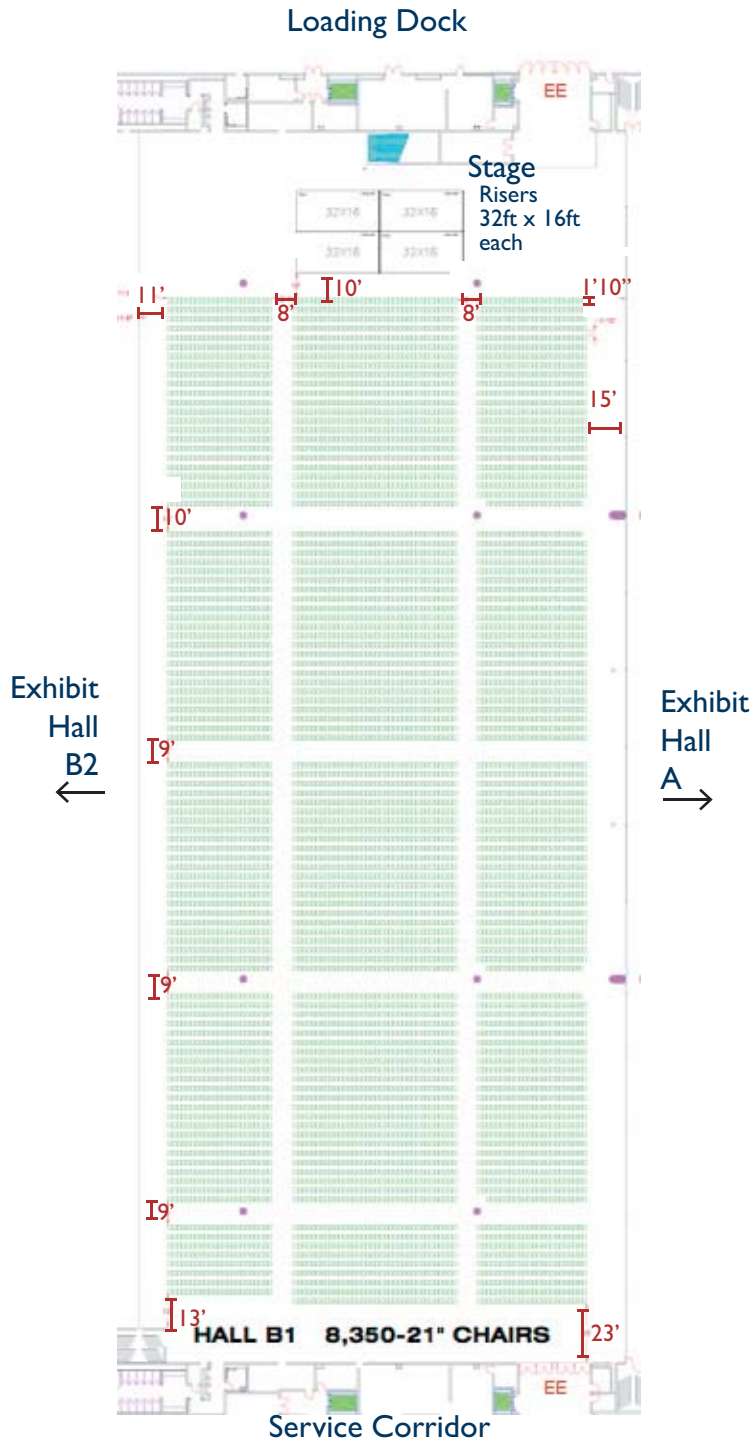 Loading Dock
EE
Stage
Risers
32ft x 16ft
each
32X16 32X16
32X16 32X16
11'
8'
10'
8'
1'10"
15'
10'
Exhibit
Hall
B2
Exhibit
Hall
A
9'
9'
9'
13'
HALL B1 8,350-21" CHAIRS
23'
EE
Service Corridor